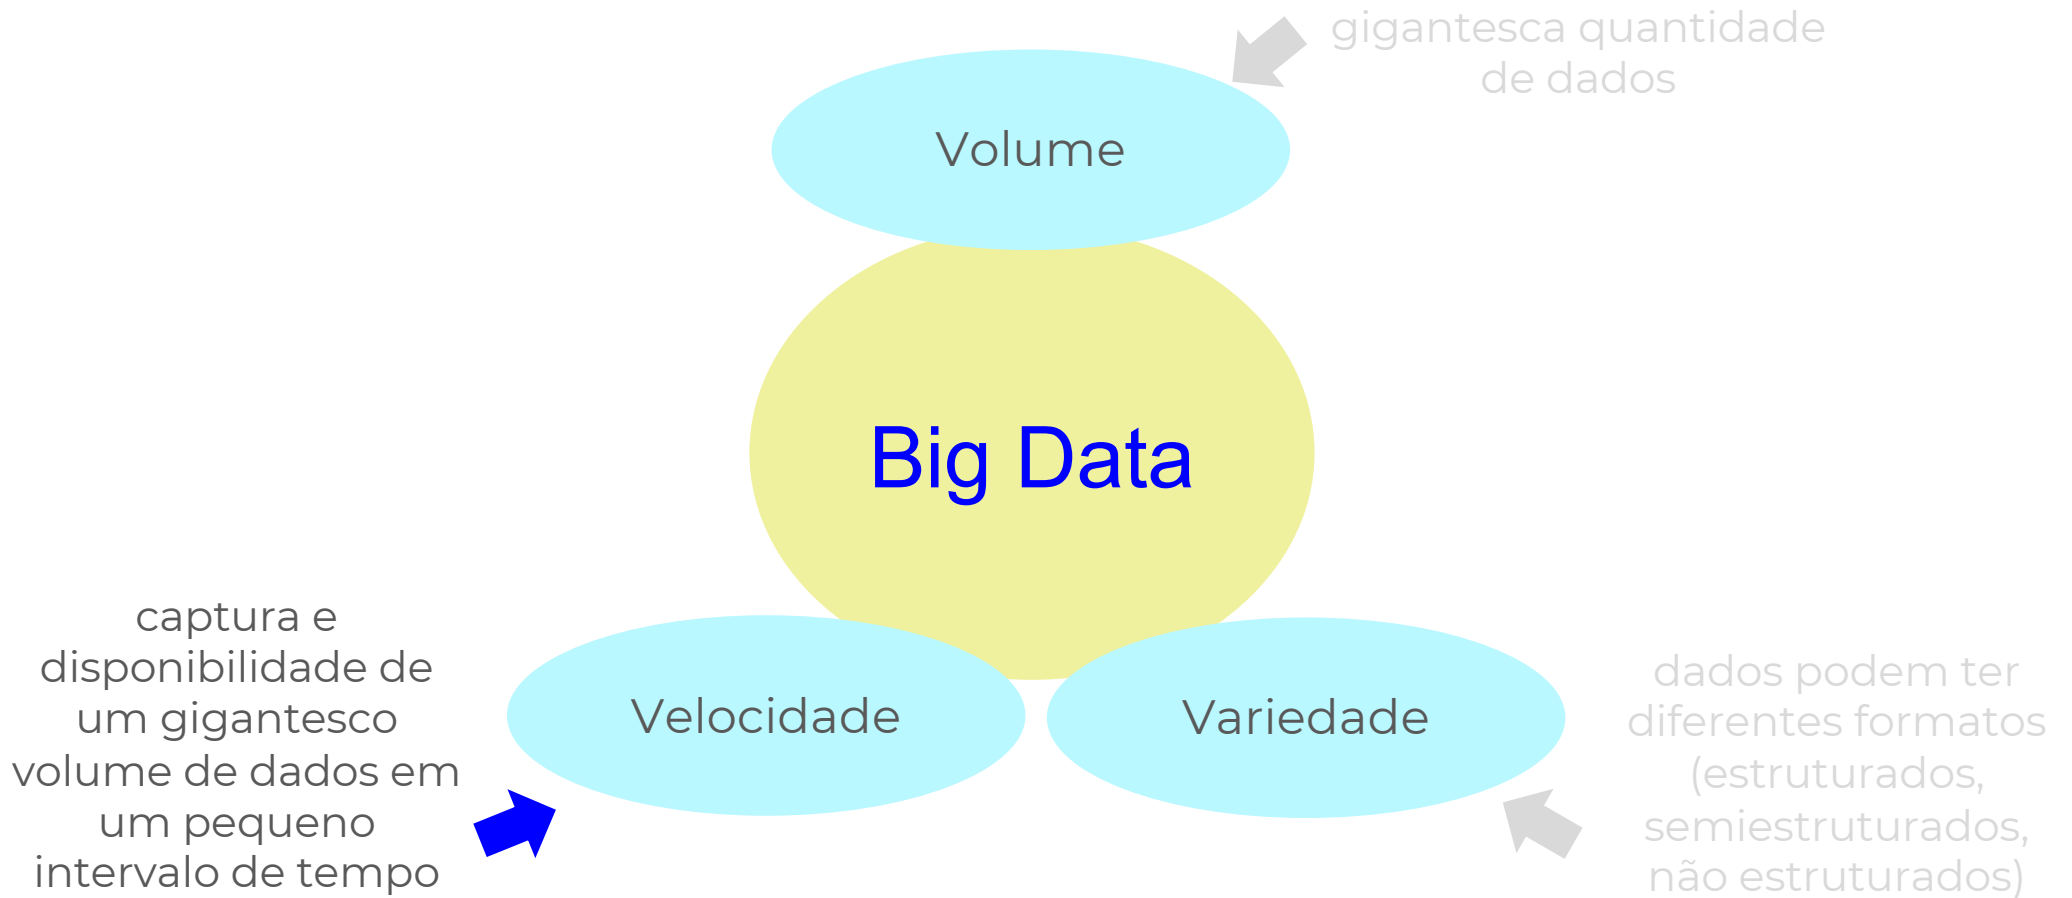 gigantesca quantidade
de dados
Volume
Big Data
captura e
disponibilidade de
um gigantesco
volume de dados em
um pequeno
intervalo de tempo
Velocidade
Variedade
dados podem ter
diferentes formatos
(estruturados,
semiestruturados,
não estruturados)